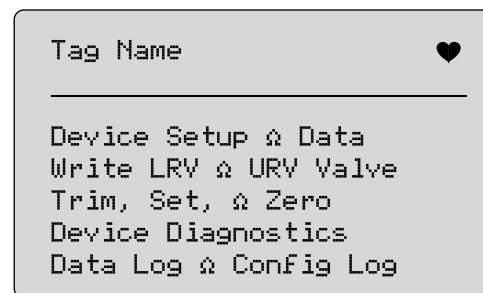 Tag Name ♥
Device Setup Ω Data
Write LRV Ω URV Valve
Trim, Set, Ω Zero
Device Diagnostics
Data Log Ω Config Log